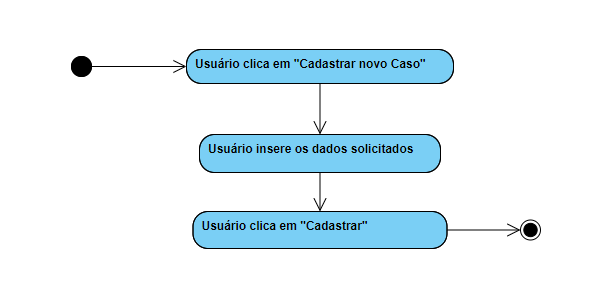 Usuário clica em "Cadastrar novo Caso"
Usuário insere os dados solicitados
Usuário clica em "Cadastrar"